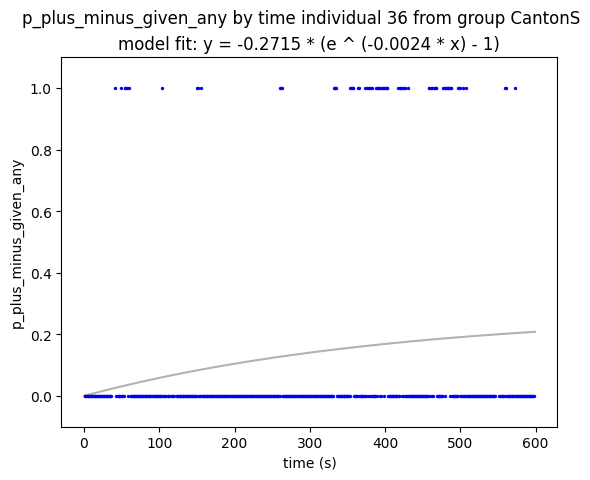 p_plus_minus_given_any by time individual 36 from group CantonS
model fit: y = -0.2715 * (e ^ (-0.0024 * x) - 1)
p_plus_minus_given_any
1.0
0.8
0.6
0.4
0.2
0.0
0 100 200 300 400 500 600
time (s)